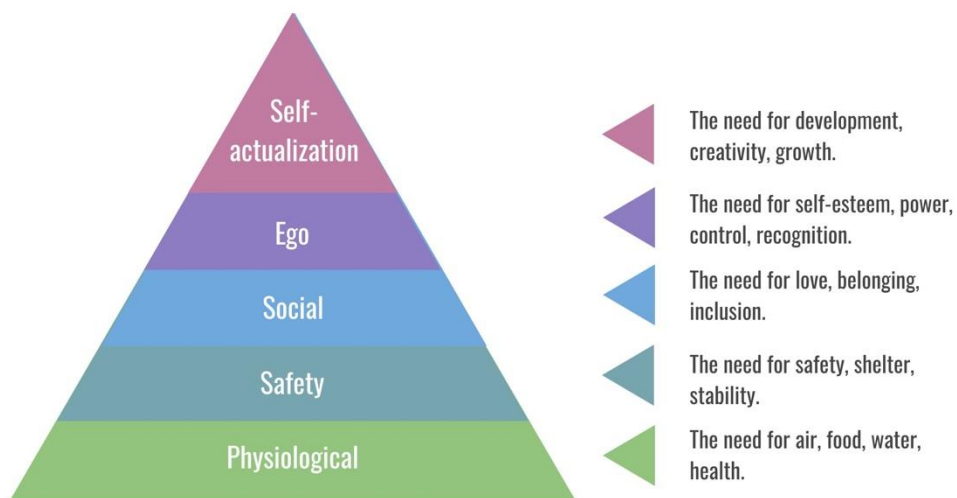 Self-
actualization
The need for development,
creativity, growth.
Ego
The need for self-esteem, power,
control, recognition.
Social
The need for love, belonging,
inclusion.
Safety
The need for safety, shelter,
stability.
Physiological
The need for air, food, water,
health.